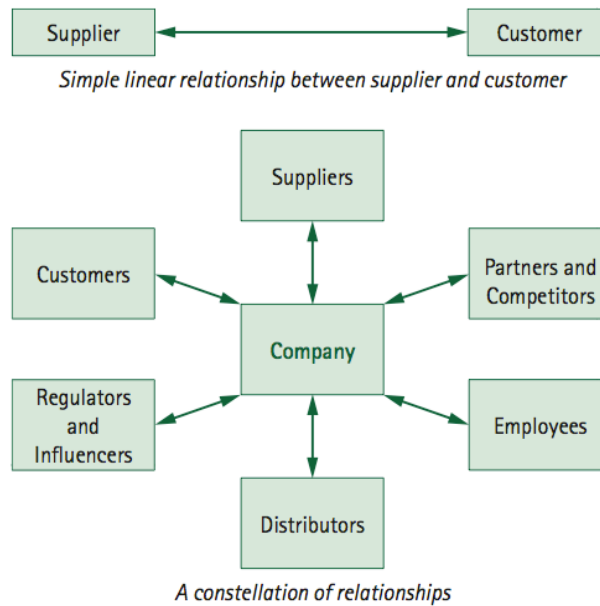 Supplier
Customer
Simple linear relationship between supplier and customer
Suppliers
Customers
Partners and
Competitors
Company
Regulators
and
Influencers
Employees
Distributors
A constellation of relationships